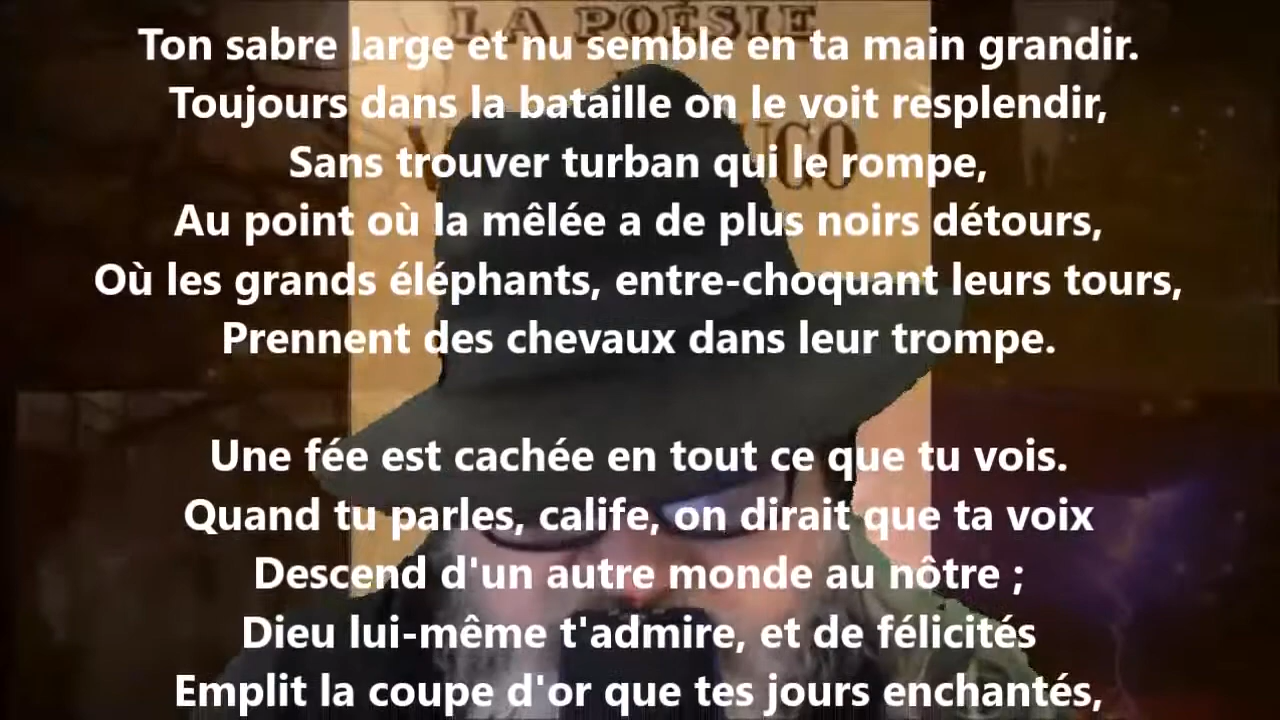 LA POÉSIE
Ton sabre large et nu semble en ta main grandir.
Toujours dans la bataille on le voit resplendir,
Sans trouver turban qui le rompe,
Au point où la mêlée a de plus noirs détours,
Où les grands éléphants, entre-choquant leurs tours,
Prennent des chevaux dans leur trompe.
Une fée est cachée en tout ce que tu vois.
Quand tu parles, calife, on dirait que ta voix
Descend d'un autre monde au nôtre ;
Dieu lui-même t'admire, et de félicités
Emplit la coupe d'or que tes jours enchantés,